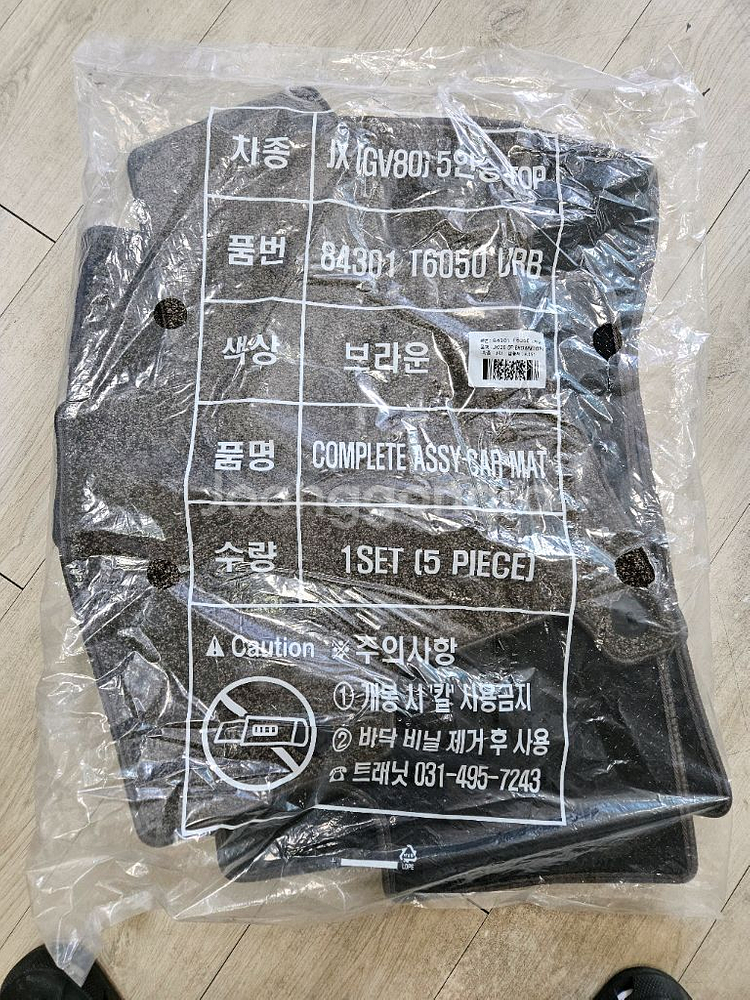 차종 JX (GV80) 5인승 TOP
품번 84301 T6050 URB
색상 브라운
품명 COMPLETE ASSY CAR MAT
수량 1SET (5 PIECE)
Caution ※ 주의사항
① 개봉 시 '칼' 사용금지
② 바닥 비닐 제거 후 사용
☎ 트래닛 031-495-7243
LDPE